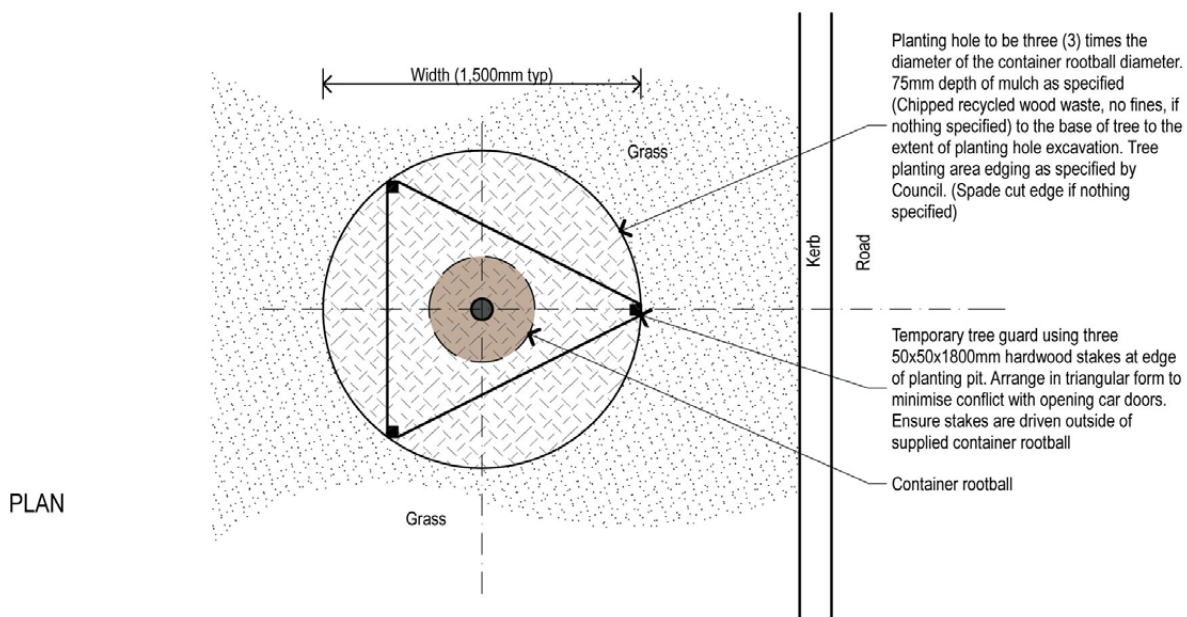 Width (1,500mm typ)
Grass
Planting hole to be three (3) times the
diameter of the container rootball diameter.
75mm depth of mulch as specified
(Chipped recycled wood waste, no fines, if
nothing specified) to the base of tree to the
extent of planting hole excavation. Tree
planting area edging as specified by
Council. (Spade cut edge if nothing
specified)
Kerb
Road
Temporary tree guard using three
50x50x1800mm hardwood stakes at edge
of planting pit. Arrange in triangular form to
minimise conflict with opening car doors.
Ensure stakes are driven outside of
supplied container rootball
Container rootball
PLAN
Grass